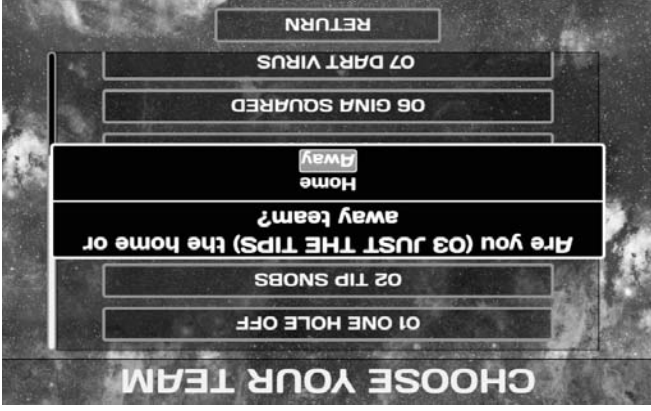 CHOOSE YOUR TEAM
01 ONE HOLE OFF
02 TIP SNOBS
Are you (03 JUST THE TIPS) the home or
away team?
Home
Away
06 GINA SQUARED
07 DART VIRUS
RETURN